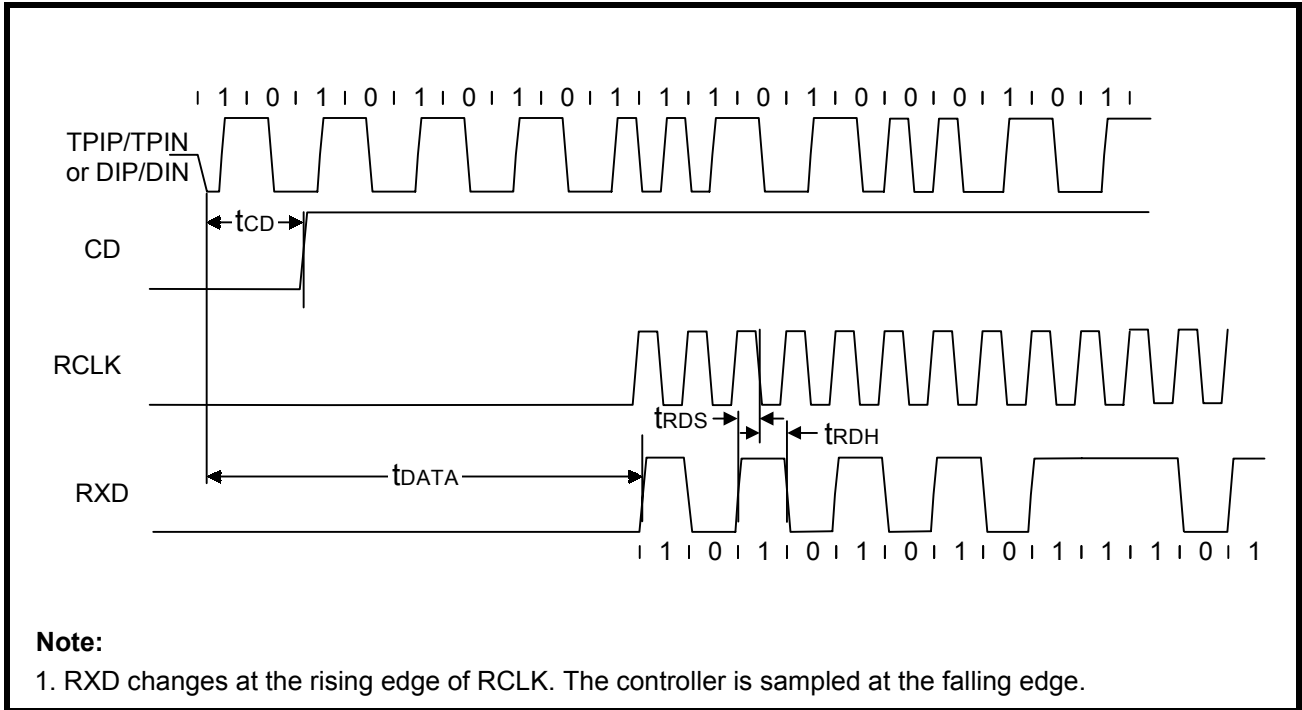 ı 1 ı 0 ı 1 ı 0 ı 1 ı 0 ı 1 ı 0 ı 1 ı 1 ı 1 ı 0 ı 1 ı 0 ı 0 ı 0 ı 1 ı 0 ı 1 ı
TPIP/TPIN
or DIP/DIN
tCD
CD
RCLK
tRDS
tRDH
tDATA
RXD
ı 1 ı 0 ı 1 ı 0 ı 1 ı 0 ı 1 ı 0 ı 1 ı 1 ı 1 ı 0 ı 1
Note:
1. RXD changes at the rising edge of RCLK. The controller is sampled at the falling edge.